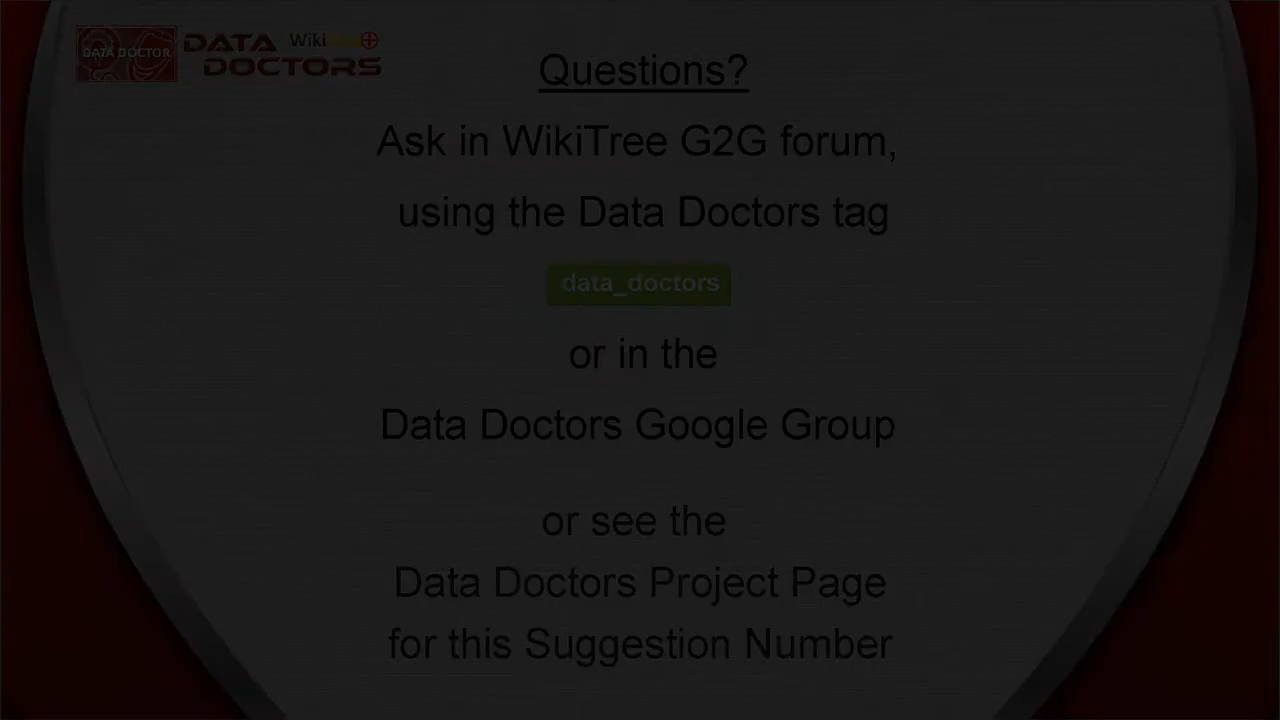 DATA DOCTOR
DATA
Wiki
DOCTORS
Questions?
Ask in WikiTree G2G forum,
using the Data Doctors tag
data_doctors
or in the
Data Doctors Google Group
or see the
Data Doctors Project Page
for this Suggestion Number